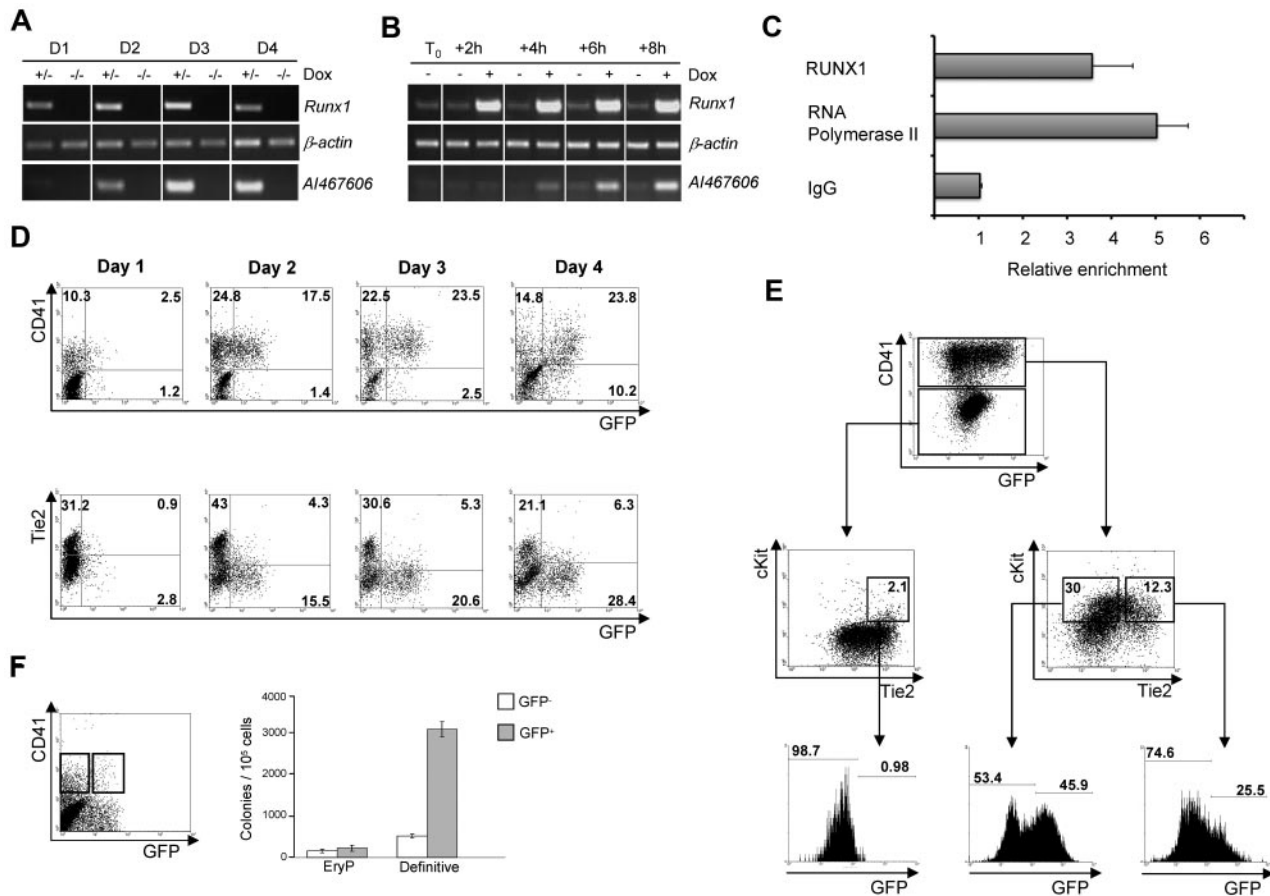 A
D1 D2 D3 D4
+/- -/- +/- -/- +/- -/- +/- -/- Dox
Runx1
β-actin
AI467606
B
T0 +2h +4h +6h +8h
- - + - + - + - + Dox
Runx1
β-actin
AI467606
C
RUNX1
RNA
Polymerase II
IgG
1 2 3 4 5 6
Relative enrichment
D
Day 1 Day 2 Day 3 Day 4
CD41
10.3 2.5 24.8 17.5 22.5 23.5 14.8 23.8
1.2 1.4 2.5 10.2
GFP
Tie2
31.2 0.9 43 4.3 30.6 5.3 21.1 6.3
2.8 15.5 20.6 28.4
GFP
E
CD41
GFP
cKit
2.1
Tie2
cKit
30 12.3
Tie2
98.7 0.98
GFP
53.4 45.9
GFP
74.6 25.5
GFP
F
CD41
GFP
Colonies / 10⁵ cells
4000
3000
2000
1000
0
EryP Definitive
GFP-
GFP+